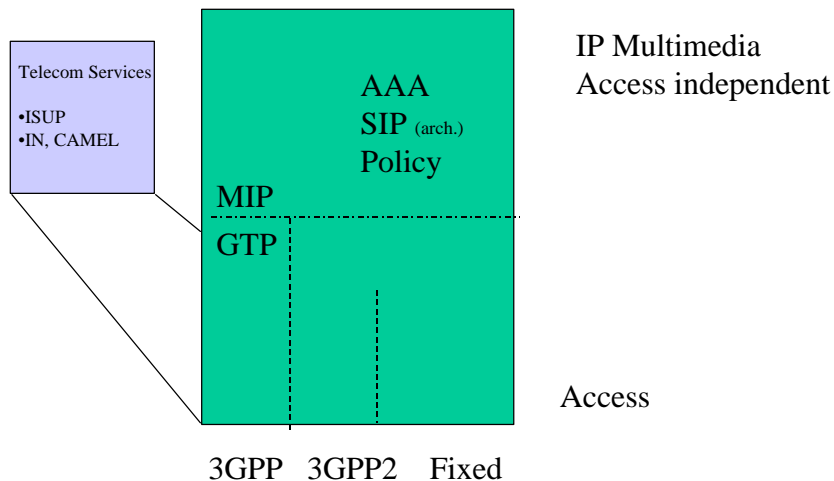 Telecom Services
•ISUP
•IN, CAMEL
AAA
SIP (arch.)
Policy
MIP
GTP
IP Multimedia
Access independent
Access
3GPP 3GPP2 Fixed